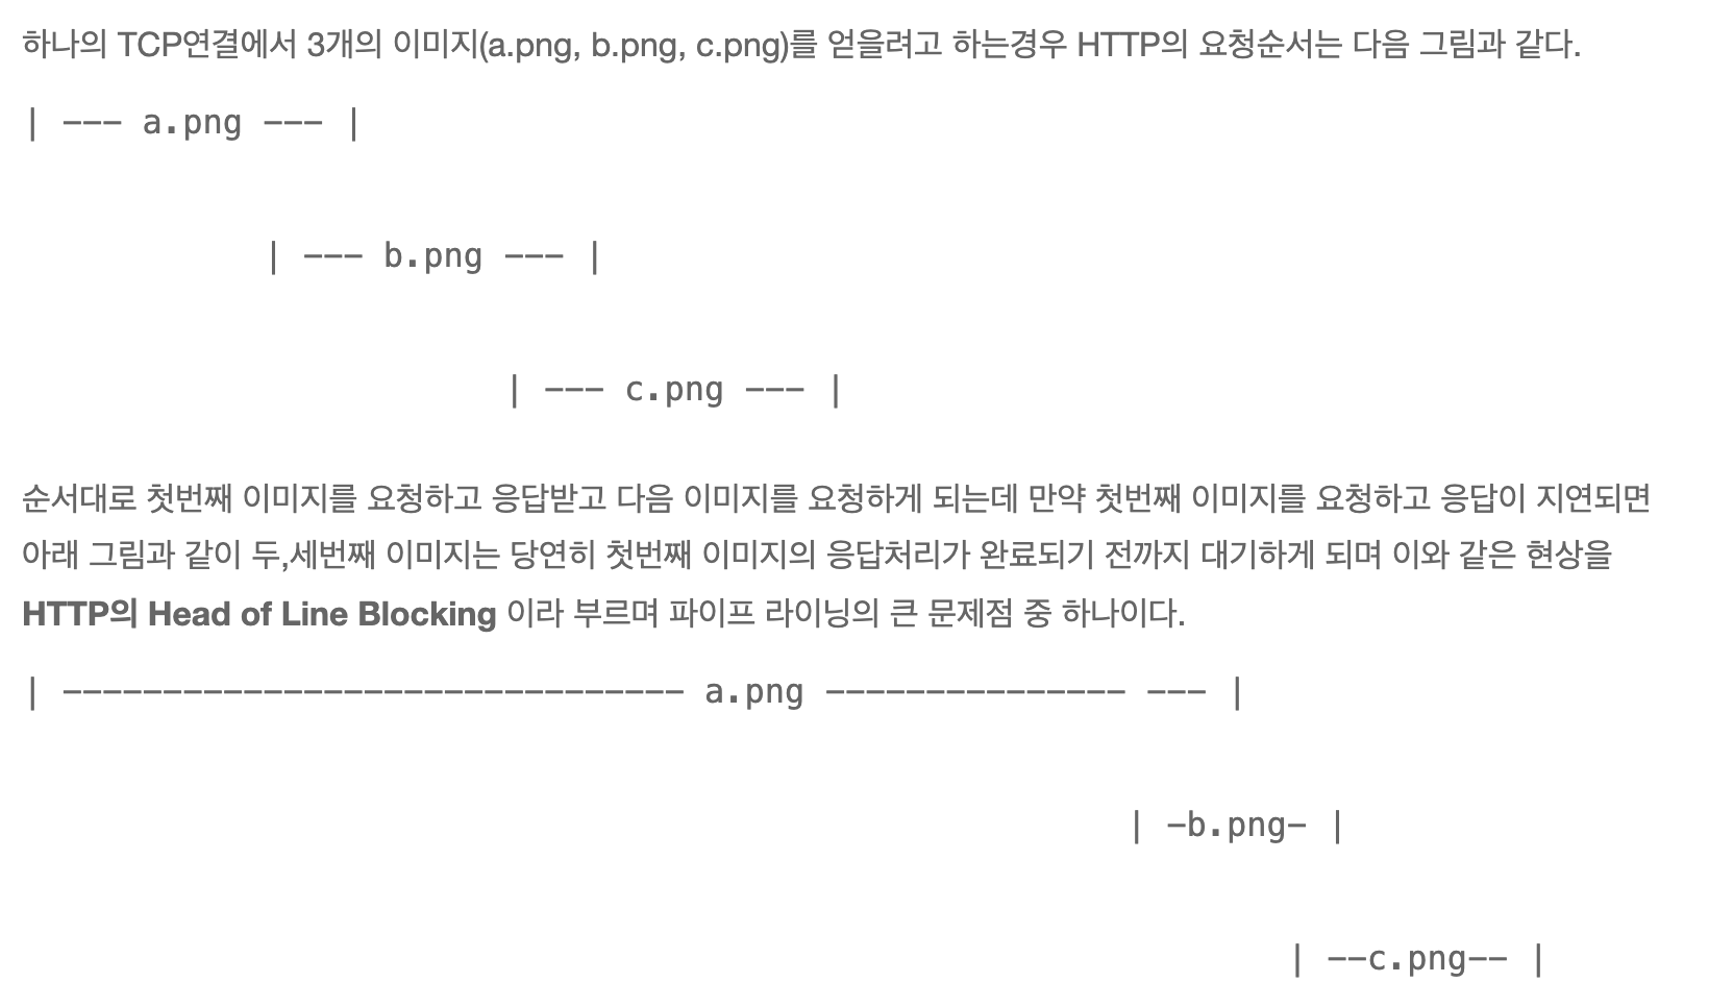 하나의 TCP연결에서 3개의 이미지(a.png, b.png, c.png)를 얻을려고 하는경우 HTTP의 요청순서는 다음 그림과 같다.
| --- a.png --- |
| --- b.png --- |
| --- c.png --- |
순서대로 첫번째 이미지를 요청하고 응답받고 다음 이미지를 요청하게 되는데 만약 첫번째 이미지를 요청하고 응답이 지연되면
아래 그림과 같이 두,세번째 이미지는 당연히 첫번째 이미지의 응답처리가 완료되기 전까지 대기하게 되며 이와 같은 현상을
HTTP의 Head of Line Blocking 이라 부르며 파이프 라이닝의 큰 문제점 중 하나이다.
| ------------------------------- a.png --------------- --- |
| -b.png- |
| --c.png-- |